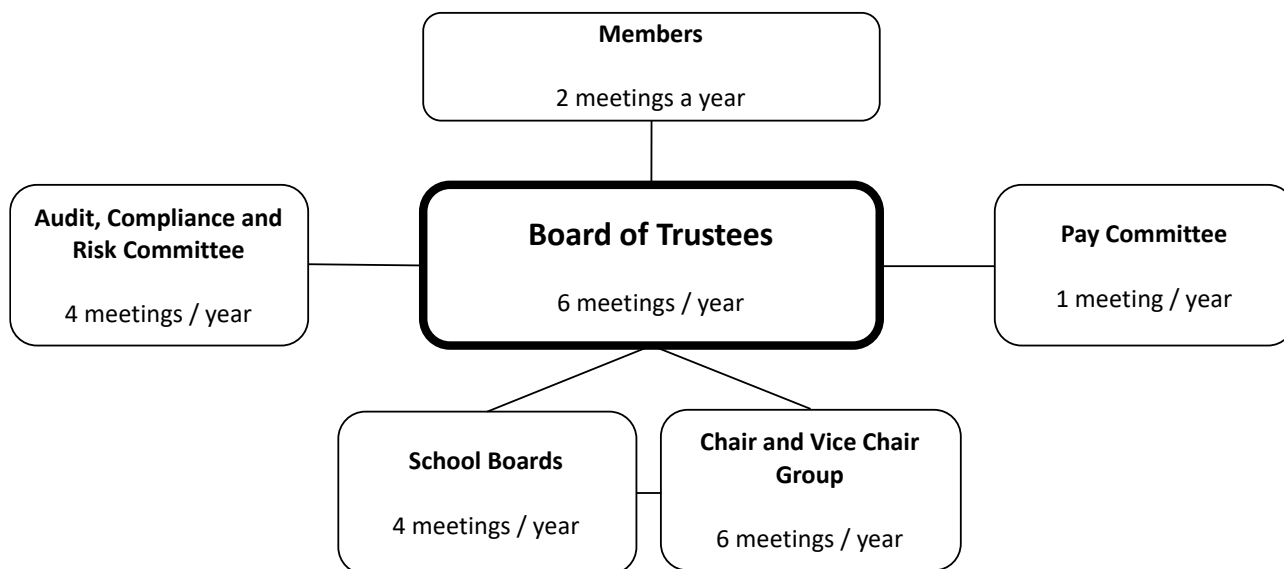 Members
2 meetings a year
Audit, Compliance and
Risk Committee
4 meetings / year
Board of Trustees
6 meetings / year
Pay Committee
1 meeting / year
School Boards
4 meetings / year
Chair and Vice Chair
Group
6 meetings / year